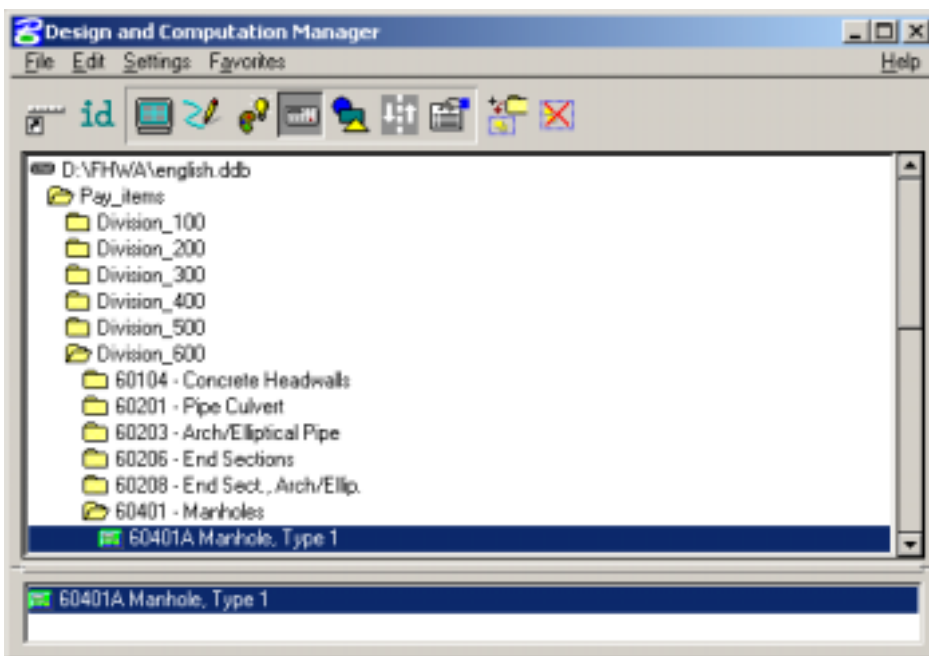 Design and Computation Manager
File Edit Settings Favorites Help
id
D:\FHWA\english.ddb
Pay_items
Division_100
Division_200
Division_300
Division_400
Division_500
Division_600
60104 - Concrete Headwalls
60201 - Pipe Culvert
60203 - Arch/Elliptical Pipe
60206 - End Sections
60208 - End Sect., Arch/Ellip.
60401 - Manholes
60401A Manhole, Type 1
60401A Manhole, Type 1